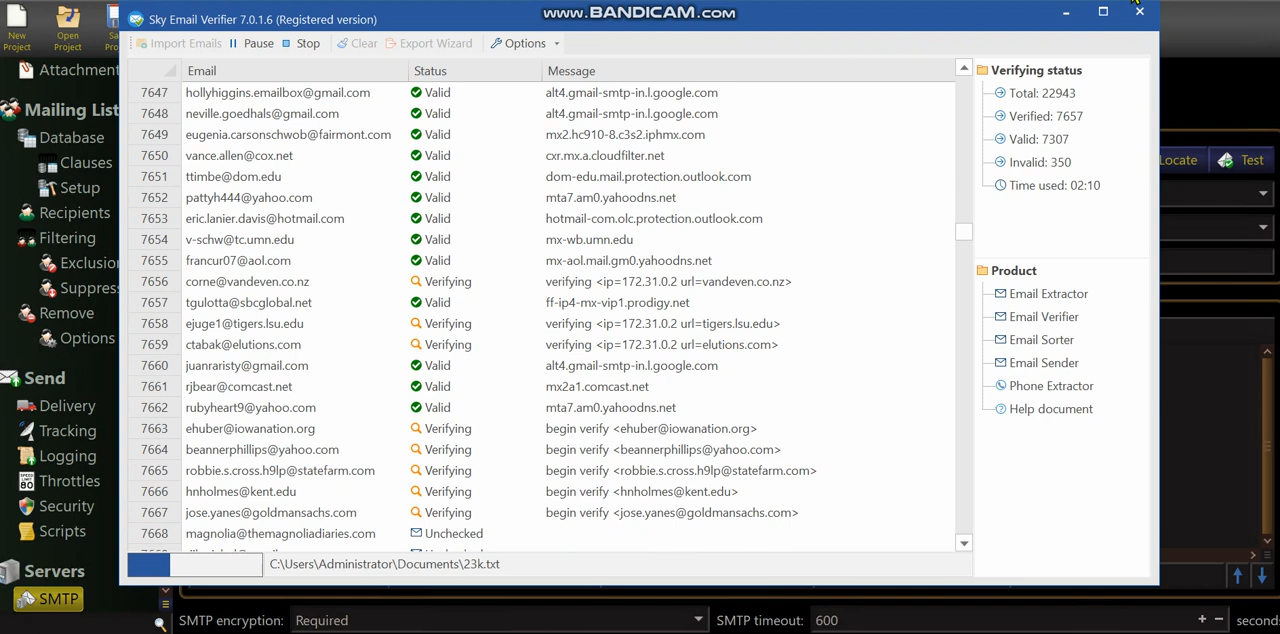 www.BANDICAM.com
Sky Email Verifier 7.0.1.6 (Registered version)
New Project
Open Project
Import Emails Pause Stop Clear Export Wizard Options
Attachment
Mailing List
Database
Clauses
Setup
Recipients
Filtering
Exclusion
Suppress
Remove
Options
Send
Delivery
Tracking
Logging
Throttles
Security
Scripts
Servers
SMTP
Email Status Message
7647 hollyhiggins.emailbox@gmail.com Valid alt4.gmail-smtp-in.l.google.com
7648 neville.goedhals@gmail.com Valid alt4.gmail-smtp-in.l.google.com
7649 eugenia.carsonschwob@fairmont.com Valid mx2.hc910-8.c3s2.iphmx.com
7650 vance.allen@cox.net Valid cxr.mx.a.cloudfilter.net
7651 ttimbe@dom.edu Valid dom-edu.mail.protection.outlook.com
7652 pattyh444@yahoo.com Valid mta7.am0.yahoodns.net
7653 eric.lanier.davis@hotmail.com Valid hotmail-com.olc.protection.outlook.com
7654 v-schw@tc.umn.edu Valid mx-wb.umn.edu
7655 francur07@aol.com Valid mx-aol.mail.gm0.yahoodns.net
7656 corne@vandeven.co.nz Verifying verifying <ip=172.31.0.2 url=vandeven.co.nz>
7657 tgulotta@sbcglobal.net Valid ff-ip4-mx-vip1.prodigy.net
7658 ejuge1@tigers.lsu.edu Verifying verifying <ip=172.31.0.2 url=tigers.lsu.edu>
7659 ctabak@elutions.com Verifying verifying <ip=172.31.0.2 url=elutions.com>
7660 juanraristy@gmail.com Valid alt4.gmail-smtp-in.l.google.com
7661 rjbear@comcast.net Valid mx2a1.comcast.net
7662 rubyheart9@yahoo.com Valid mta7.am0.yahoodns.net
7663 ehuber@iowanation.org Verifying begin verify <ehuber@iowanation.org>
7664 beannerphillips@yahoo.com Verifying begin verify <beannerphillips@yahoo.com>
7665 robbie.s.cross.h9lp@statefarm.com Verifying begin verify <robbie.s.cross.h9lp@statefarm.com>
7666 hnholmes@kent.edu Verifying begin verify <hnholmes@kent.edu>
7667 jose.yanes@goldmansachs.com Verifying begin verify <jose.yanes@goldmansachs.com>
7668 magnolia@themagnoliadiaries.com Unchecked
C:\Users\Administrator\Documents\23k.txt
Verifying status
Total: 22943
Verified: 7657
Valid: 7307
Invalid: 350
Time used: 02:10
Product
Email Extractor
Email Verifier
Email Sorter
Email Sender
Phone Extractor
Help document
Locate Test
SMTP encryption: Required SMTP timeout: 600 + − seconds